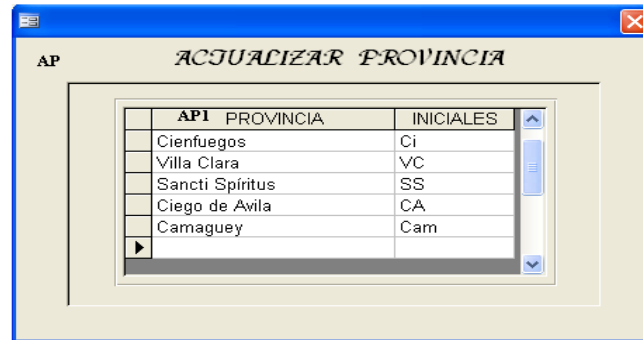 AP ACTUALIZAR PROVINCIA
AP1 PROVINCIA INICIALES
Cienfuegos Ci
Villa Clara VC
Sancti Spíritus SS
Ciego de Avila CA
Camaguey Cam